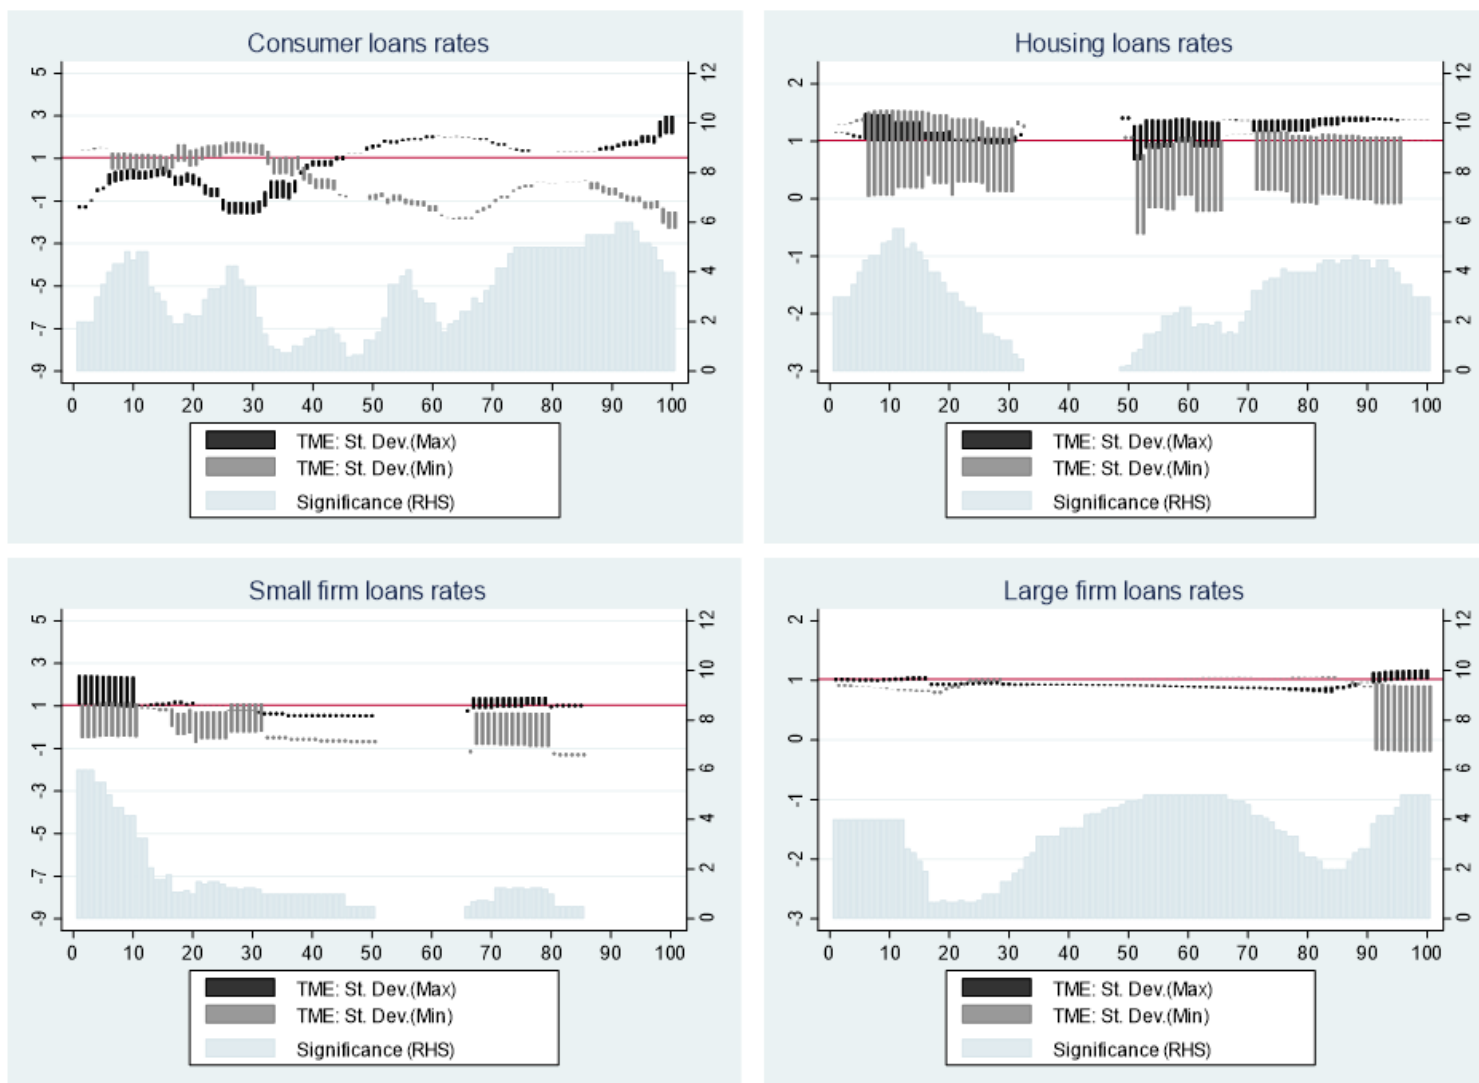 Consumer loans rates
5
3
1
-1
-3
-5
-7
-9
12
10
8
6
4
2
0
0 10 20 30 40 50 60 70 80 90 100
TME: St. Dev.(Max)
TME: St. Dev.(Min)
Significance (RHS)
Housing loans rates
2
1
0
-1
-2
-3
12
10
8
6
4
2
0
0 10 20 30 40 50 60 70 80 90 100
TME: St. Dev.(Max)
TME: St. Dev.(Min)
Significance (RHS)
Small firm loans rates
5
3
1
-1
-3
-5
-7
-9
12
10
8
6
4
2
0
0 10 20 30 40 50 60 70 80 90 100
TME: St. Dev.(Max)
TME: St. Dev.(Min)
Significance (RHS)
Large firm loans rates
2
1
0
-1
-2
-3
12
10
8
6
4
2
0
0 10 20 30 40 50 60 70 80 90 100
TME: St. Dev.(Max)
TME: St. Dev.(Min)
Significance (RHS)